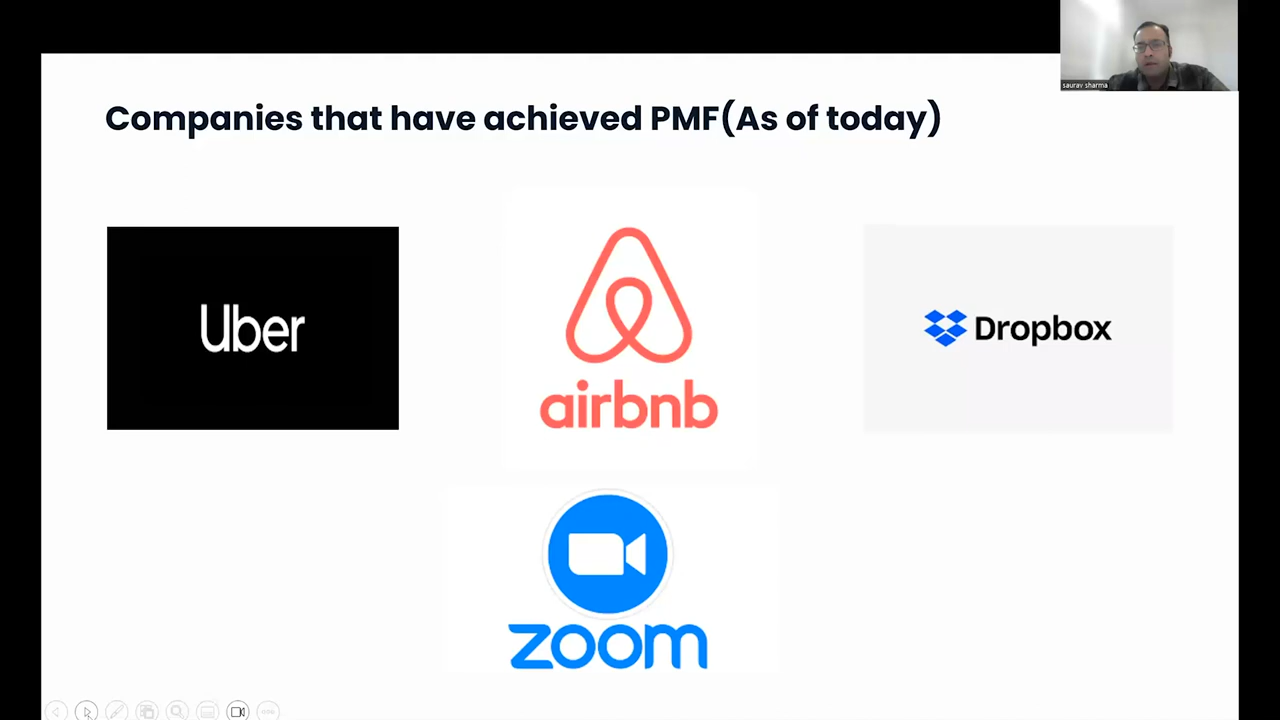 saurav sharma
Companies that have achieved PMF(As of today)
Uber
airbnb
Dropbox
zoom